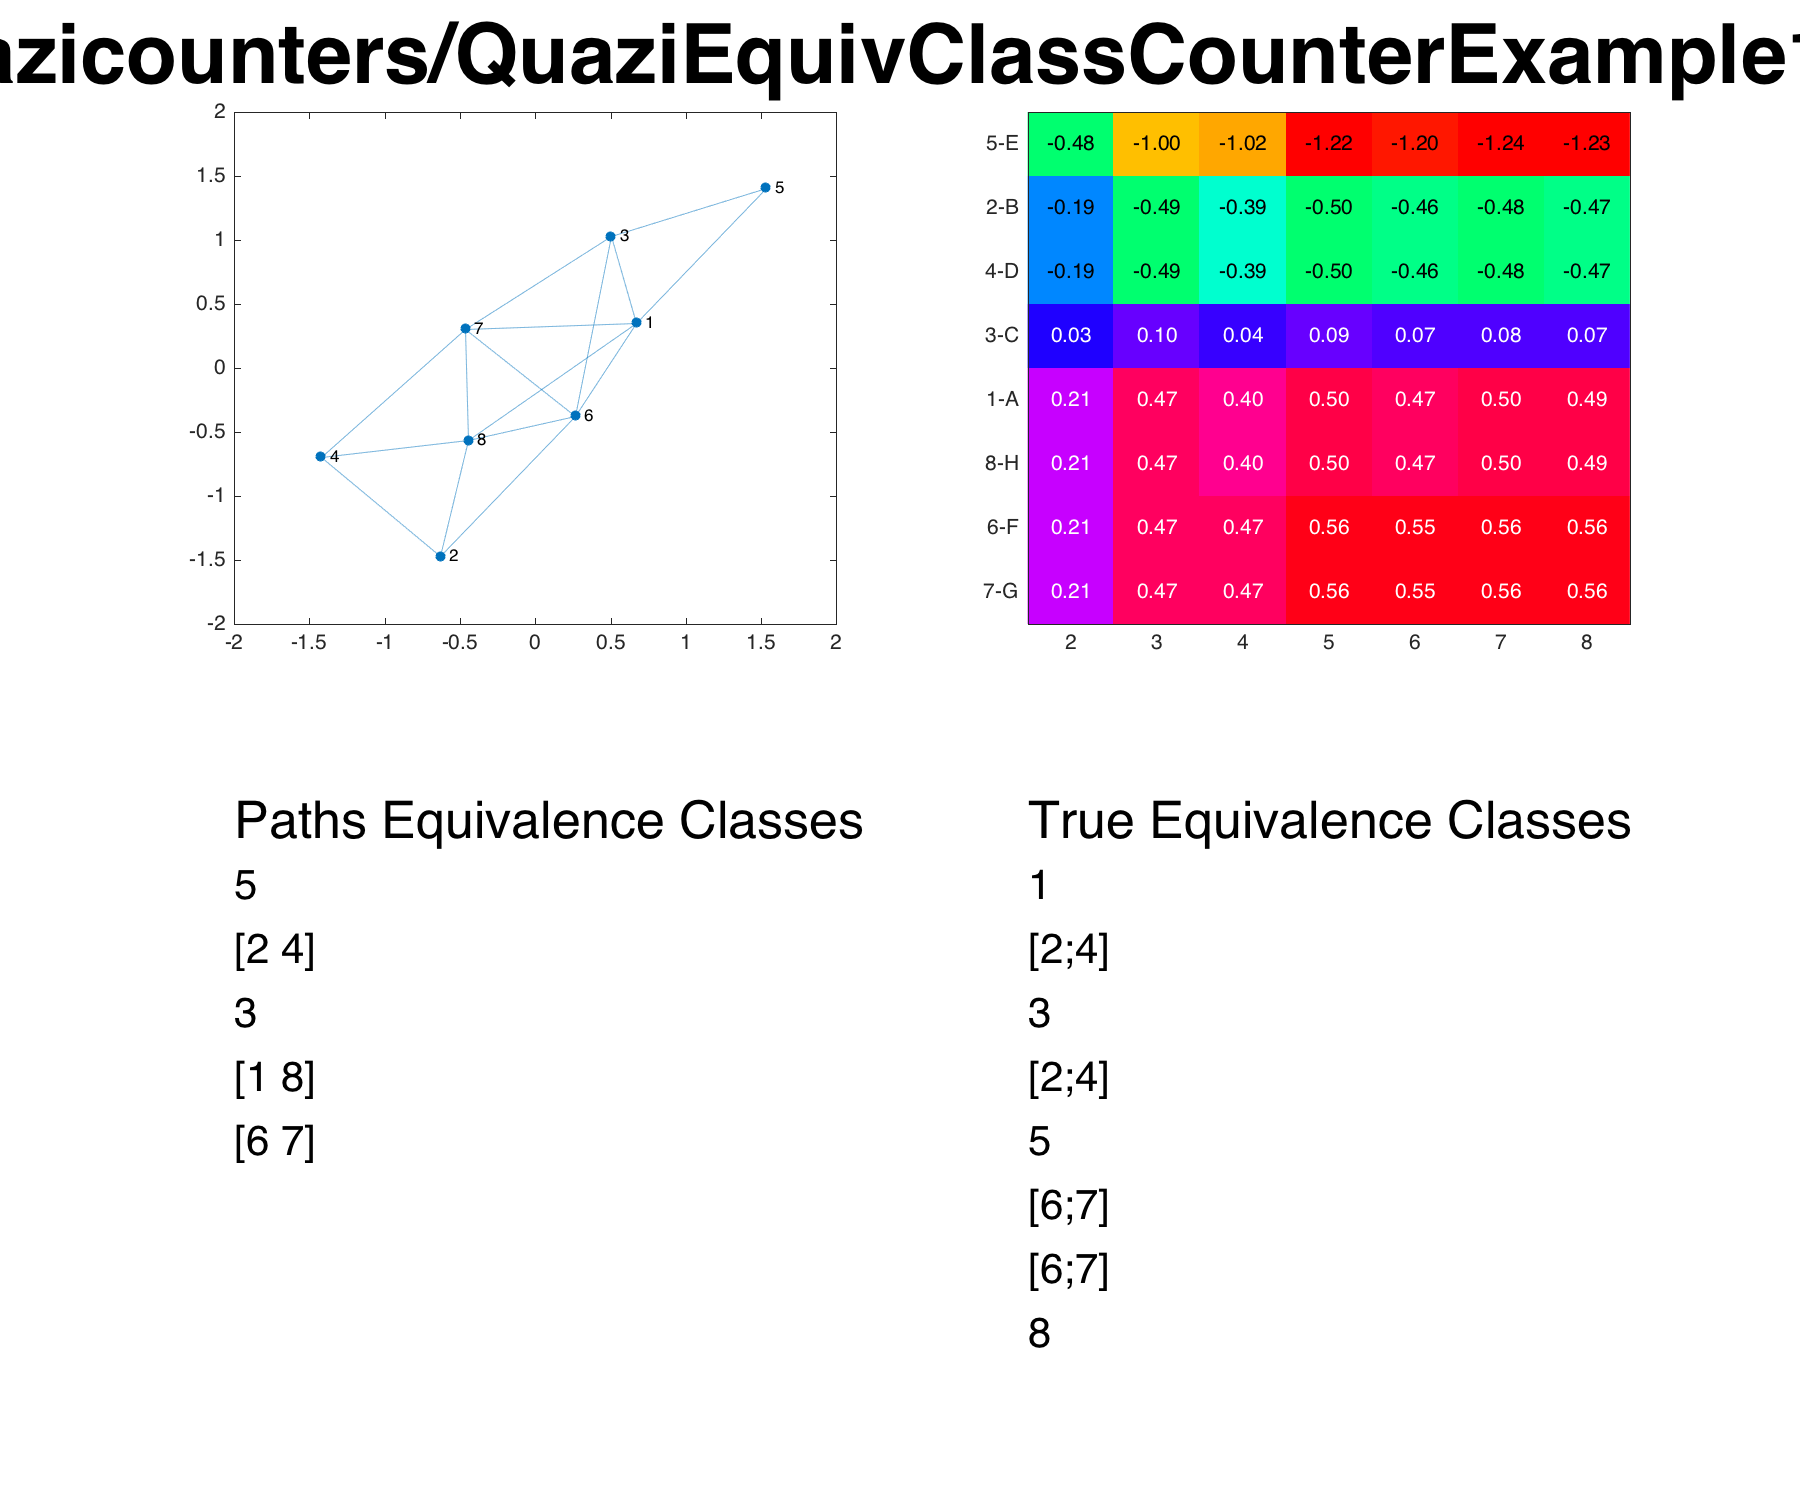 azicounters/QuaziEquivClassCounterExample
2
1.5
1
0.5
0
-0.5
-1
-1.5
-2
-2 -1.5 -1 -0.5 0 0.5 1 1.5 2
5
3
1
7
6
8
4
2
5-E -0.48 -1.00 -1.02 -1.22 -1.20 -1.24 -1.23
2-B -0.19 -0.49 -0.39 -0.50 -0.46 -0.48 -0.47
4-D -0.19 -0.49 -0.39 -0.50 -0.46 -0.48 -0.47
3-C 0.03 0.10 0.04 0.09 0.07 0.08 0.07
1-A 0.21 0.47 0.40 0.50 0.47 0.50 0.49
8-H 0.21 0.47 0.40 0.50 0.47 0.50 0.49
6-F 0.21 0.47 0.47 0.56 0.55 0.56 0.56
7-G 0.21 0.47 0.47 0.56 0.55 0.56 0.56
2 3 4 5 6 7 8
Paths Equivalence Classes
5
[2 4]
3
[1 8]
[6 7]
True Equivalence Classes
1
[2;4]
3
[2;4]
5
[6;7]
[6;7]
8